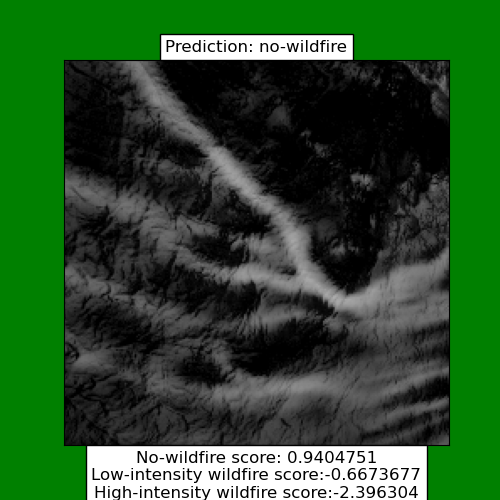 Prediction: no-wildfire
No-wildfire score: 0.9404751
Low-intensity wildfire score:-0.6673677
High-intensity wildfire score:-2.396304